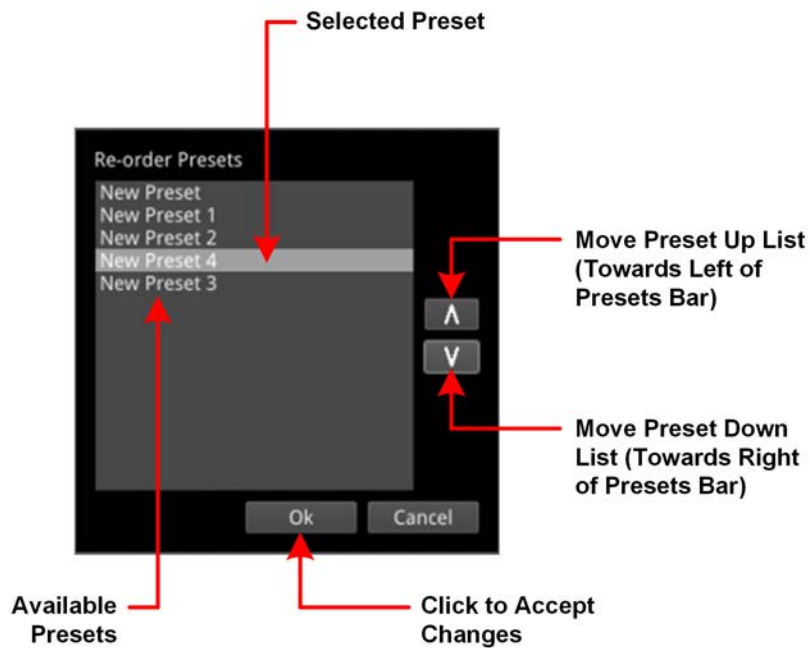 Selected Preset
Re-order Presets
New Preset
New Preset 1
New Preset 2
New Preset 4
New Preset 3
Move Preset Up List
(Towards Left of
Presets Bar)
Λ
V
Move Preset Down
List (Towards Right
of Presets Bar)
Ok
Cancel
Available
Presets
Click to Accept
Changes